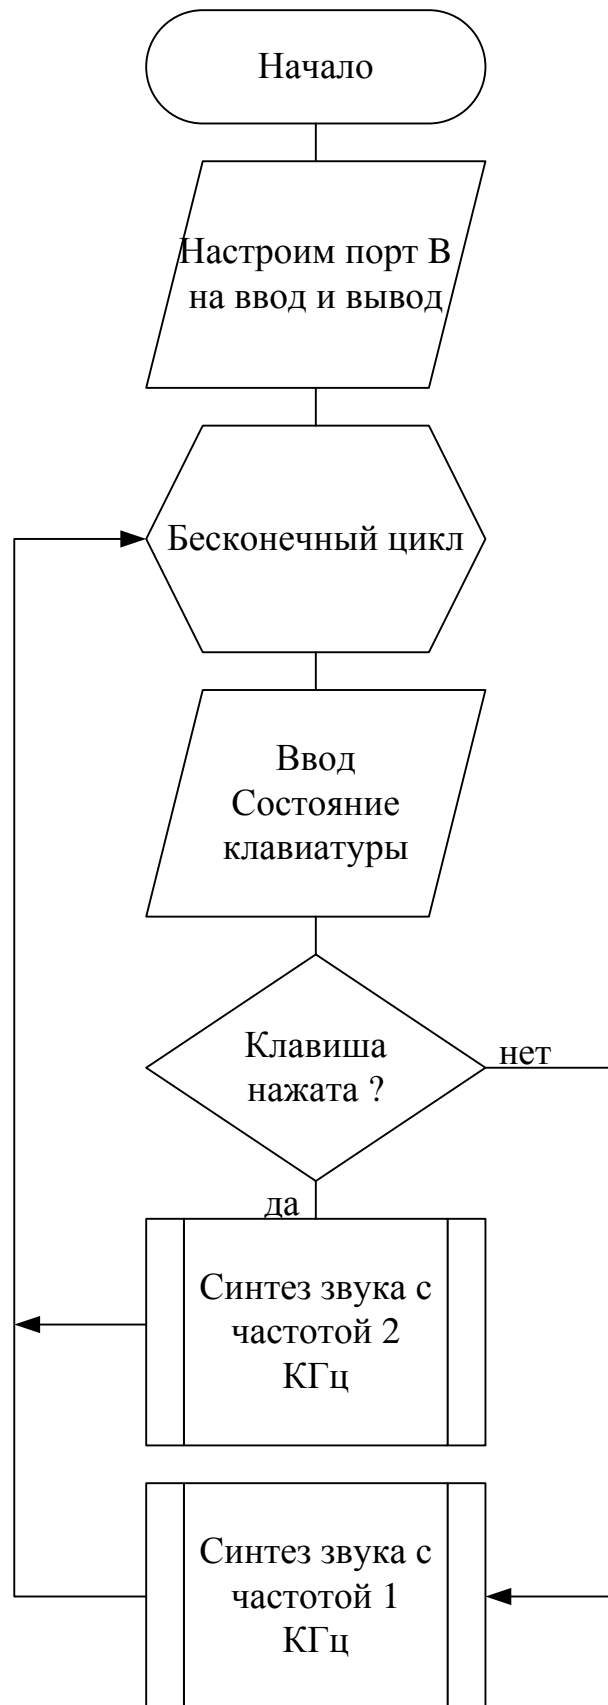 Начало
Настроим порт В
на ввод и вывод
Бесконечный цикл
Ввод
Состояние
клавиатуры
Клавиша
нажата ?
нет
да
Синтез звука с
частотой 2
КГц
Синтез звука с
частотой 1
КГц